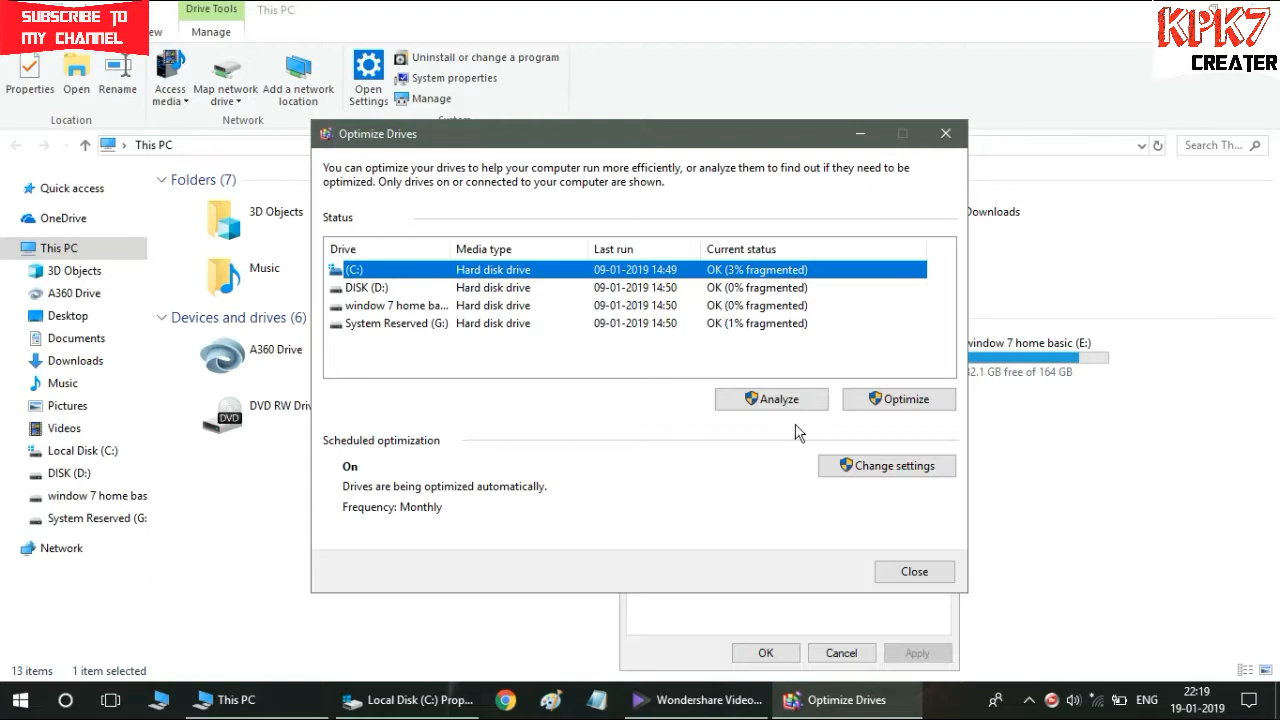 SUBSCRIBE TO
MY CHANNEL
Drive Tools
This PC
ew
Manage
KPK7
CREATER
Properties
Open
Rename
Access
media
Map network
drive
Add a network
location
Open
Settings
Uninstall or change a program
System properties
Manage
Location
Network
This PC
Search Th...
Optimize Drives
You can optimize your drives to help your computer run more efficiently, or analyze them to find out if they need to be
optimized. Only drives on or connected to your computer are shown.
Status
Drive Media type Last run Current status
(C:) Hard disk drive 09-01-2019 14:49 OK (3% fragmented)
DISK (D:) Hard disk drive 09-01-2019 14:50 OK (0% fragmented)
window 7 home ba... Hard disk drive 09-01-2019 14:50 OK (0% fragmented)
System Reserved (G:) Hard disk drive 09-01-2019 14:50 OK (1% fragmented)
Analyze
Optimize
Scheduled optimization
On
Drives are being optimized automatically.
Frequency: Monthly
Change settings
Close
Quick access
OneDrive
This PC
3D Objects
A360 Drive
Desktop
Documents
Downloads
Music
Pictures
Videos
Local Disk (C:)
DISK (D:)
window 7 home bas
System Reserved (G:
Network
Folders (7)
3D Objects
Music
Devices and drives (6)
A360 Drive
DVD
DVD RW Driv
Downloads
window 7 home basic (E:)
32.1 GB free of 164 GB
OK
Cancel
Apply
13 items 1 item selected
This PC
Local Disk (C:) Prop...
Wondershare Video...
Optimize Drives
ENG
22:19
19-01-2019